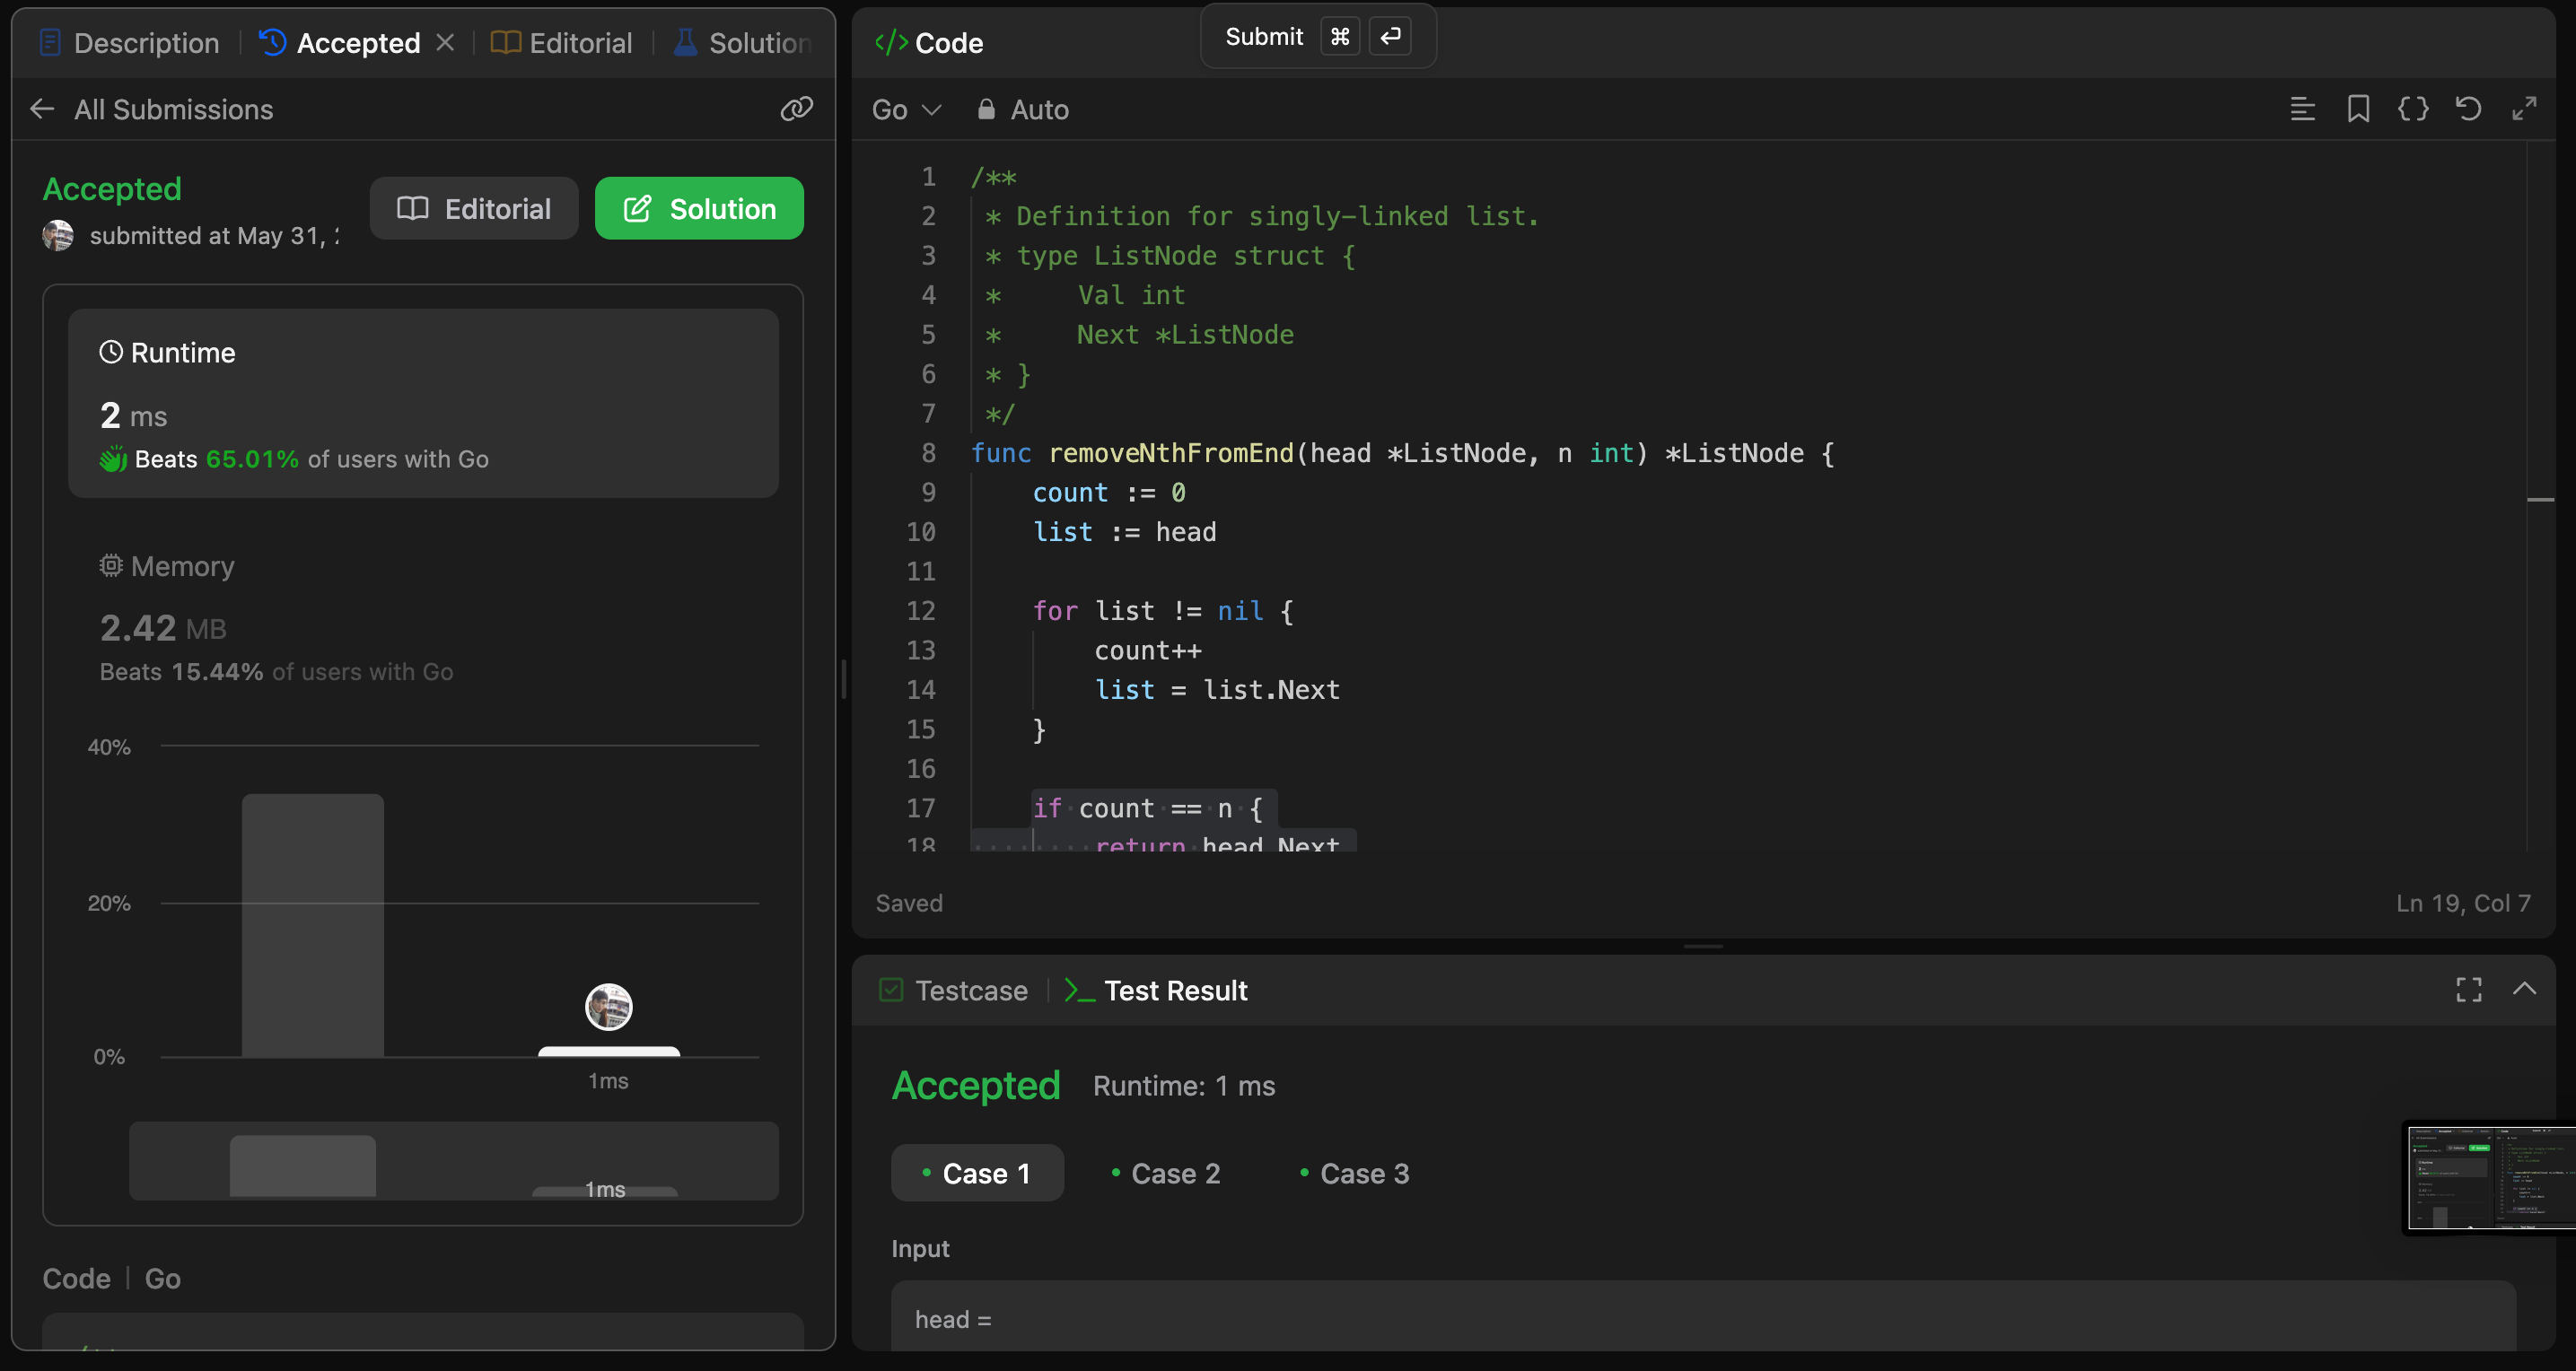 Description
Accepted
Editorial
Solution
All Submissions
Accepted
submitted at May 31,
Editorial
Solution
Runtime
2 ms
Beats 65.01% of users with Go
Memory
2.42 MB
Beats 15.44% of users with Go
40%
20%
0%
1ms
1ms
Code | Go
</> Code
Submit ⌘ ↵
Go
Auto
1 /**
2 * Definition for singly-linked list.
3 * type ListNode struct {
4 *     Val int
5 *     Next *ListNode
6 * }
7 */
8 func removeNthFromEnd(head *ListNode, n int) *ListNode {
9     count := 0
10     list := head
11
12     for list != nil {
13         count++
14         list = list.Next
15     }
16
17     if count == n {
18         return head.Next
Saved
Ln 19, Col 7
Testcase
>_ Test Result
Accepted Runtime: 1 ms
• Case 1 • Case 2 • Case 3
Input
head =